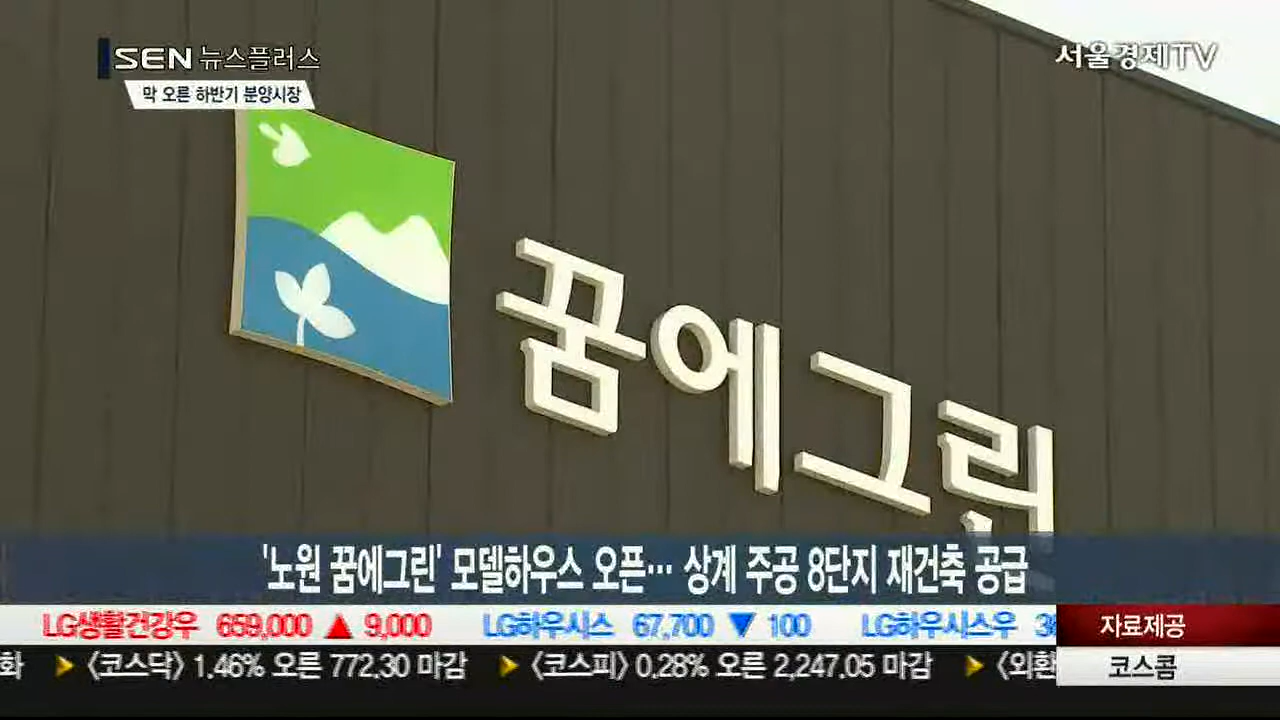 SEN 뉴스플러스
서울경제TV
막 오른 하반기 분양시장
꿈에그린
'노원 꿈에그린' 모델하우스 오픈… 상계 주공 8단지 재건축 공급
LG생활건강우 659,000 ▲ 9,000 LG하우시스 67,700 ▼ 100 LG하우시스우
자료제공
화 〈코스닥〉 1.46% 오른 772.30 마감 〈코스피〉 0.28% 오른 2,247.05 마감 〈외환
코스콤